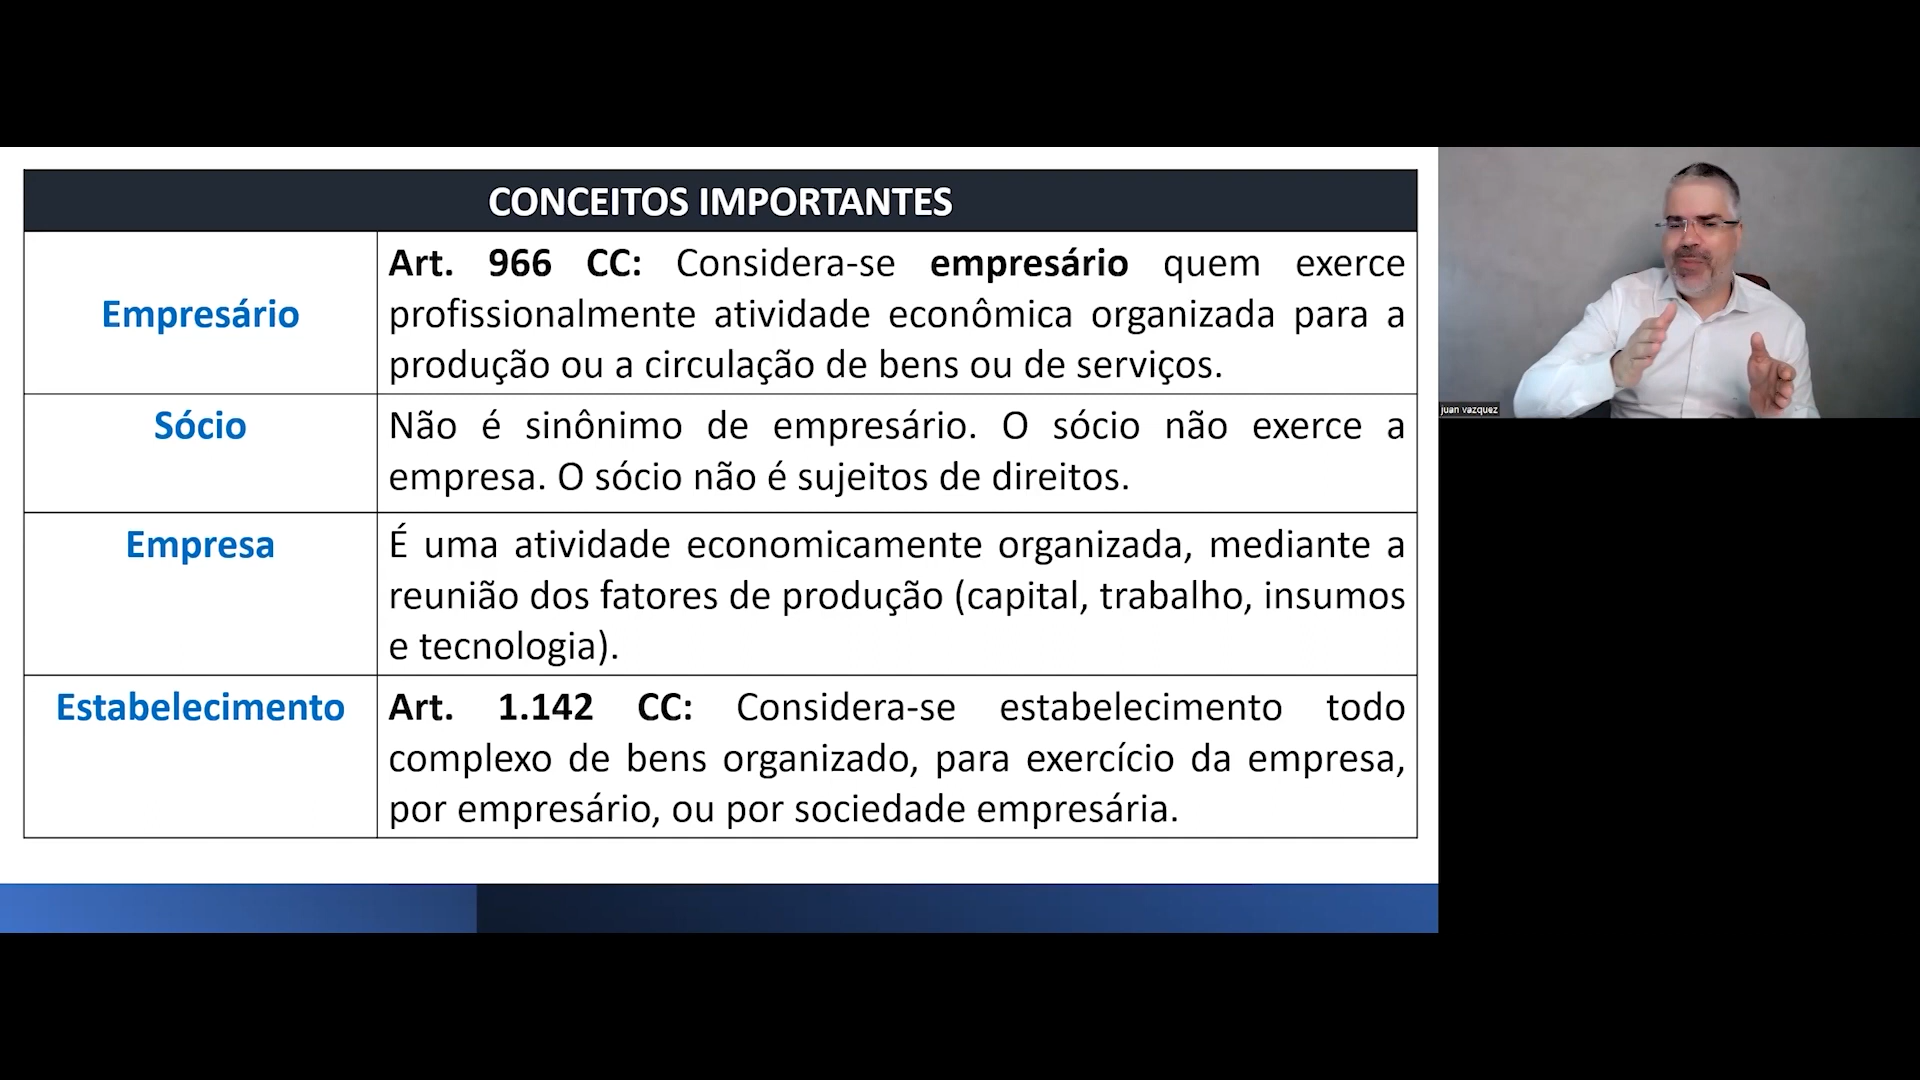 CONCEITOS IMPORTANTES
Empresário
Art. 966 CC: Considera-se empresário quem exerce
profissionalmente atividade econômica organizada para a
produção ou a circulação de bens ou de serviços.
Sócio
Não é sinônimo de empresário. O sócio não exerce a
empresa. O sócio não é sujeitos de direitos.
Empresa
É uma atividade economicamente organizada, mediante a
reunião dos fatores de produção (capital, trabalho, insumos
e tecnologia).
Estabelecimento
Art. 1.142 CC: Considera-se estabelecimento todo
complexo de bens organizado, para exercício da empresa,
por empresário, ou por sociedade empresária.
juan vazquez